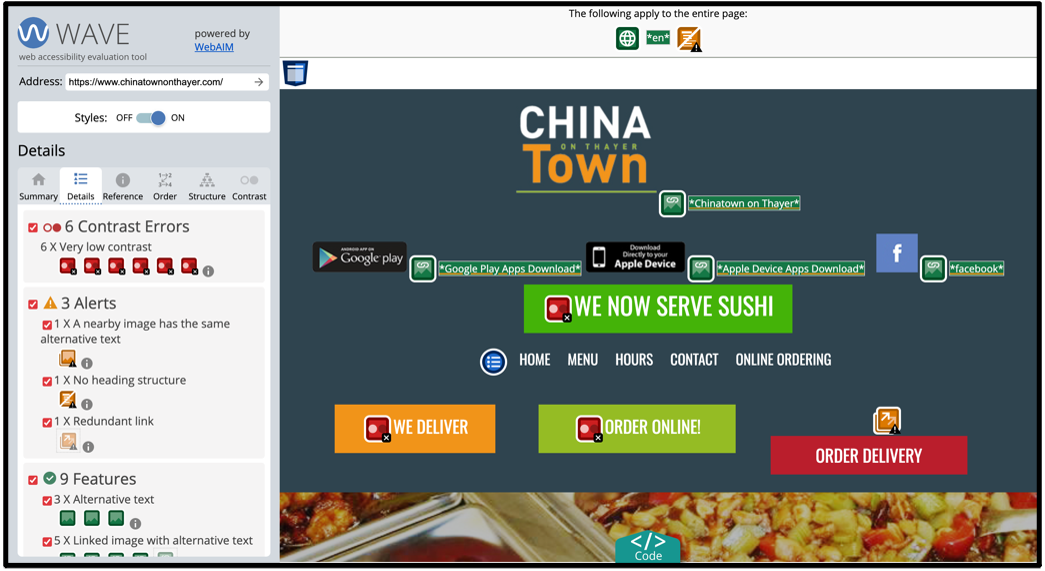 WAVE
powered by
WebAIM
web accessibility evaluation tool
Address: https://www.chinatownonthayer.com/
Styles: OFF ON
Details
Summary Details Reference Order Structure Contrast
6 Contrast Errors
6 X Very low contrast
3 Alerts
1 X A nearby image has the same
alternative text
1 X No heading structure
1 X Redundant link
9 Features
3 X Alternative text
5 X Linked image with alternative text
The following apply to the entire page:
*en*
CHINA
ON THAYER
Town
*Chinatown on Thayer*
ANDROID APP ON
Google play
*Google Play Apps Download*
Download
Directly to your
Apple Device
*Apple Device Apps Download*
f
*facebook*
WE NOW SERVE SUSHI
HOME MENU HOURS CONTACT ONLINE ORDERING
WE DELIVER
ORDER ONLINE!
ORDER DELIVERY
</>
Code